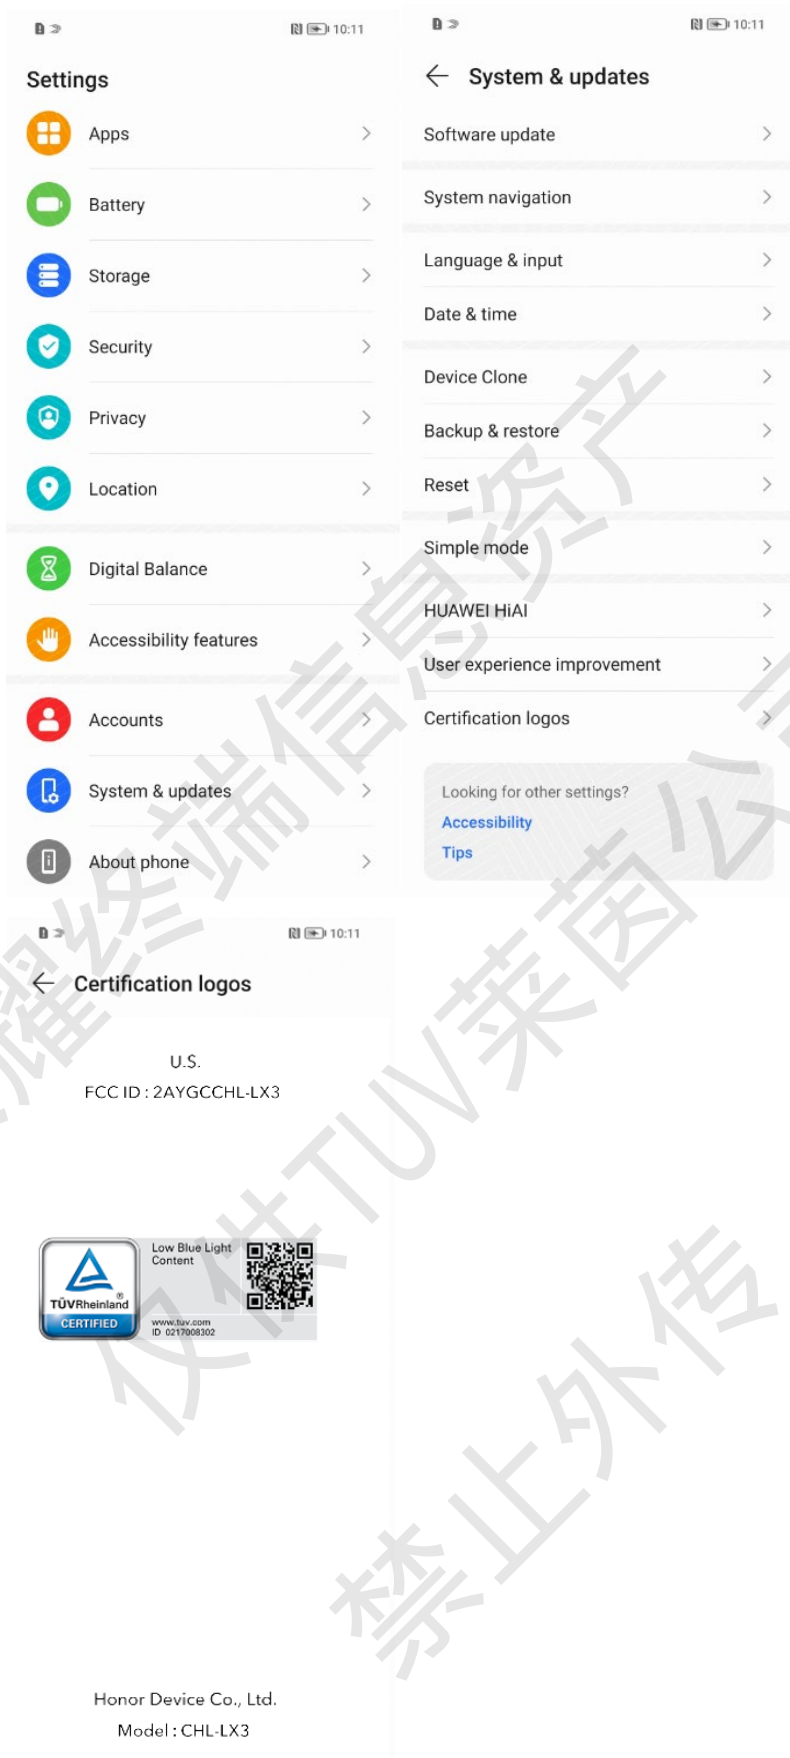 10:11
Settings
Apps
Battery
Storage
Security
Privacy
Location
Digital Balance
Accessibility features
Accounts
System & updates
About phone
10:11
System & updates
Software update
System navigation
Language & input
Date & time
Device Clone
Backup & restore
Reset
Simple mode
HUAWEI HiAI
User experience improvement
Certification logos
Looking for other settings?
Accessibility
Tips
10:11
Certification logos
U.S.
FCC ID : 2AYGCCHL-LX3
TÜVRheinland®
CERTIFIED
Low Blue Light
Content
www.tuv.com
ID 0217008302
Honor Device Co., Ltd.
Model : CHL-LX3
耀终端信息资产
仅供TUV莱茵公司
禁止外传